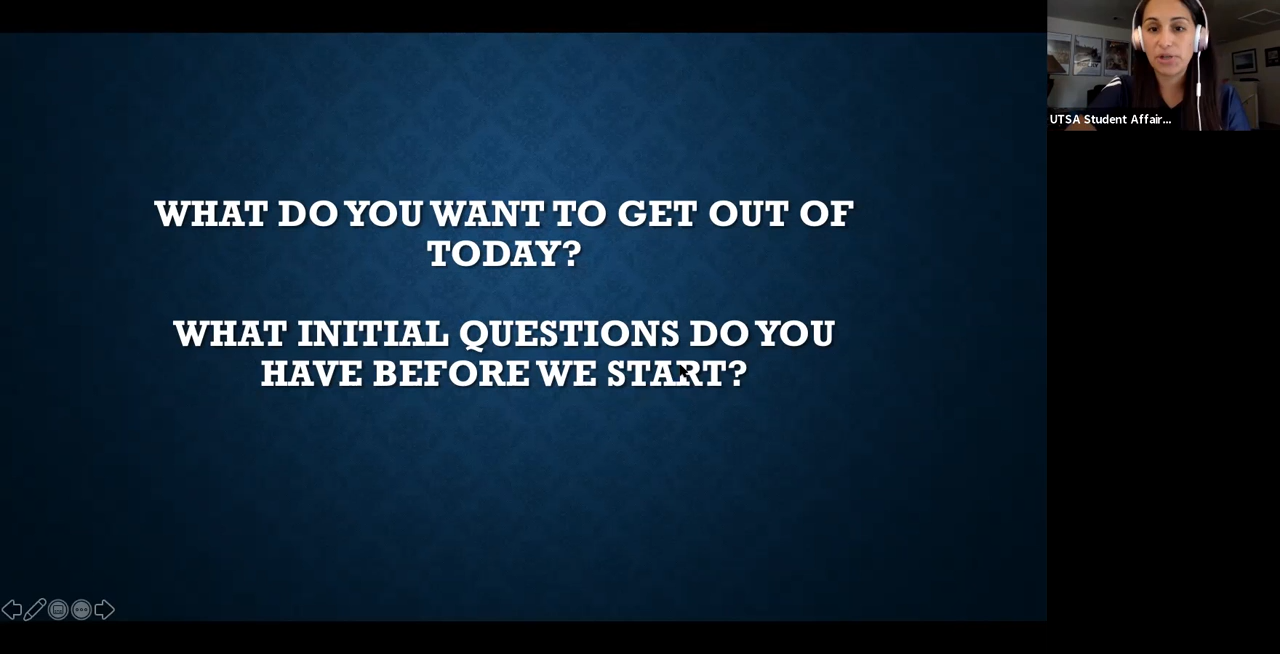 WHAT DO YOU WANT TO GET OUT OF
TODAY?
WHAT INITIAL QUESTIONS DO YOU
HAVE BEFORE WE START?
UTSA Student Affair...